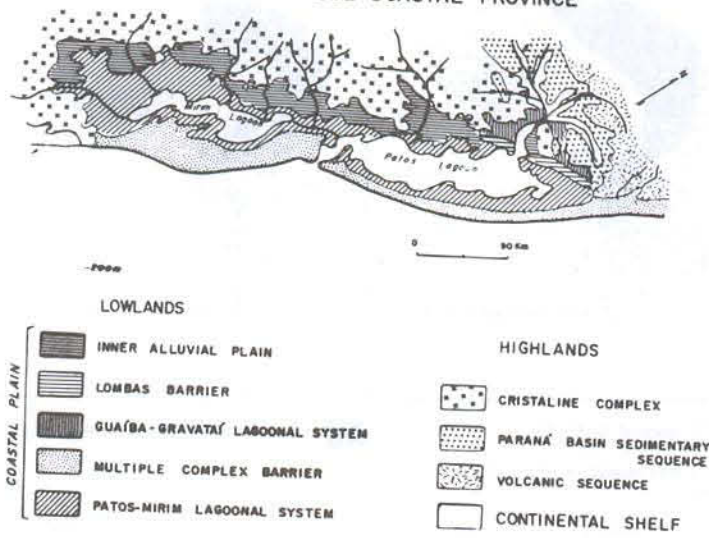 COASTAL PROVINCE
Mirim
Lagoon
Patos Lagoon
N
0 90 Km
LOWLANDS
COASTAL PLAIN
INNER ALLUVIAL PLAIN
LOMBAS BARRIER
GUAÍBA-GRAVATAÍ LAGOONAL SYSTEM
MULTIPLE COMPLEX BARRIER
PATOS-MIRIM LAGOONAL SYSTEM
HIGHLANDS
CRISTALINE COMPLEX
PARANÁ BASIN SEDIMENTARY
SEQUENCE
VOLCANIC SEQUENCE
CONTINENTAL SHELF